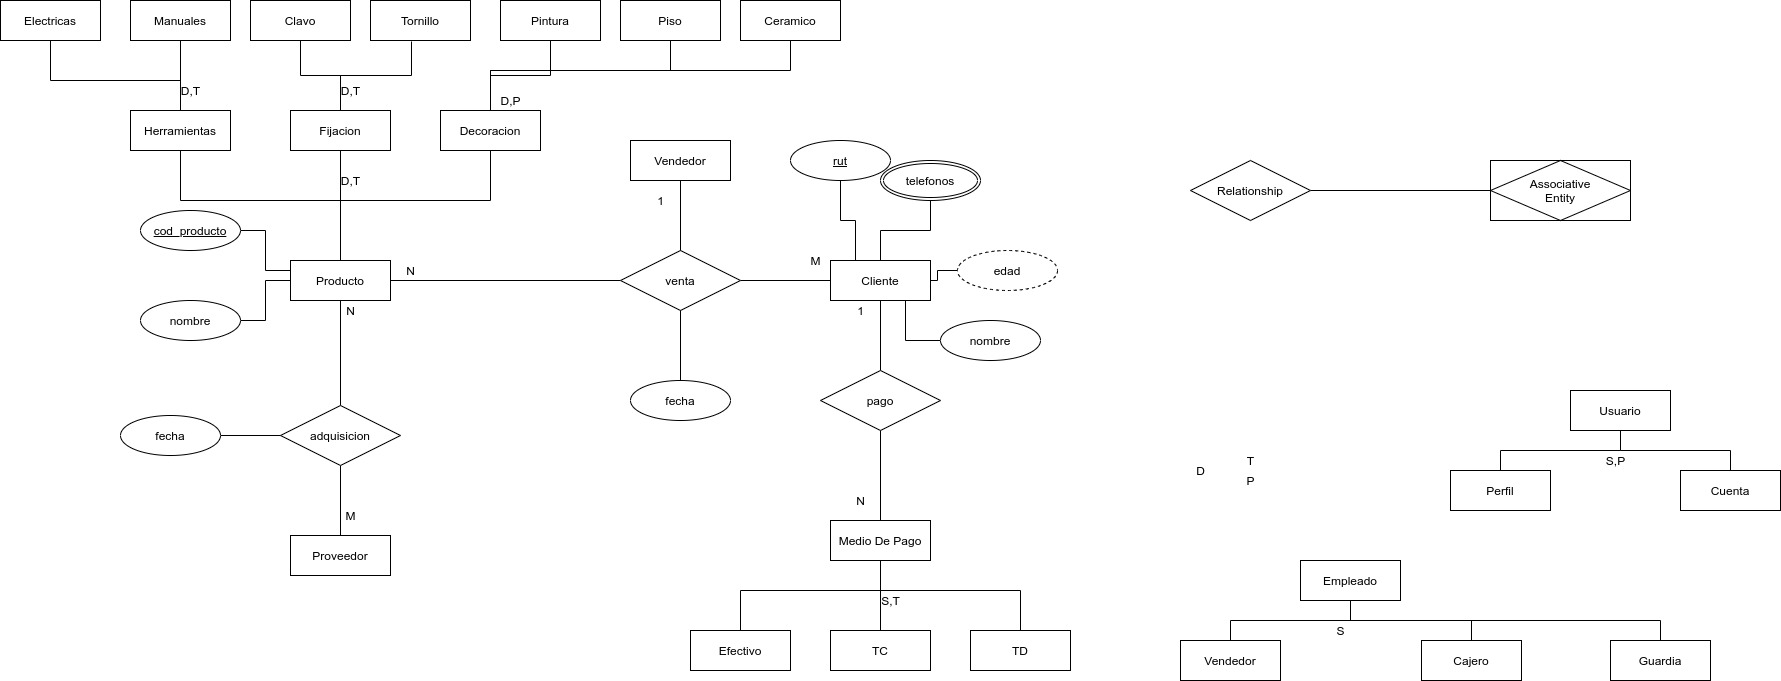 Electricas
Manuales
Clavo
Tornillo
Pintura
Piso
Ceramico
D,T
D,T
D,P
Herramientas
Fijacion
Decoracion
D,T
Vendedor
1
rut
telefonos
cod_producto
Producto
N
nombre
N
venta
M
Cliente
edad
1
nombre
fecha
pago
fecha
adquisicion
M
Proveedor
N
Medio De Pago
S,T
Efectivo
TC
TD
Relationship
Associative
Entity
Usuario
S,P
Perfil
Cuenta
D
T
P
Empleado
S
Vendedor
Cajero
Guardia